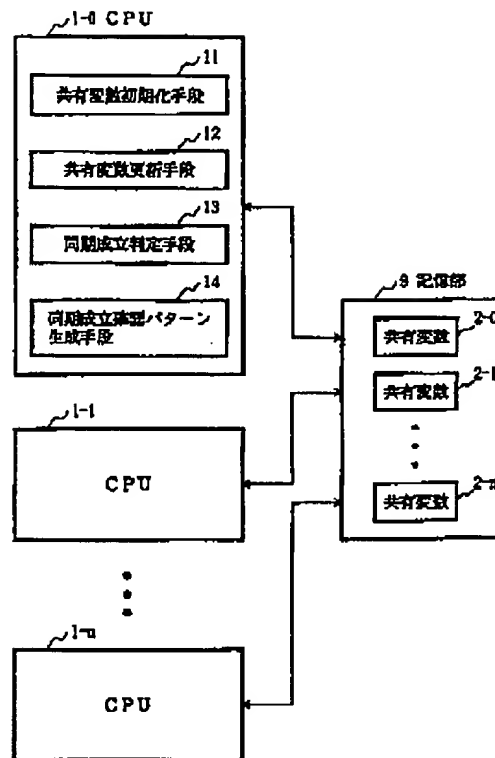 1-0 CPU
11
共有変数初期化手段
12
共有変数更新手段
13
同期成立判定手段
14
同期成立確認パターン
生成手段
記憶部
2-0
共有変数
2-1
共有変数
共有変数
1-1
CPU
1-n
CPU